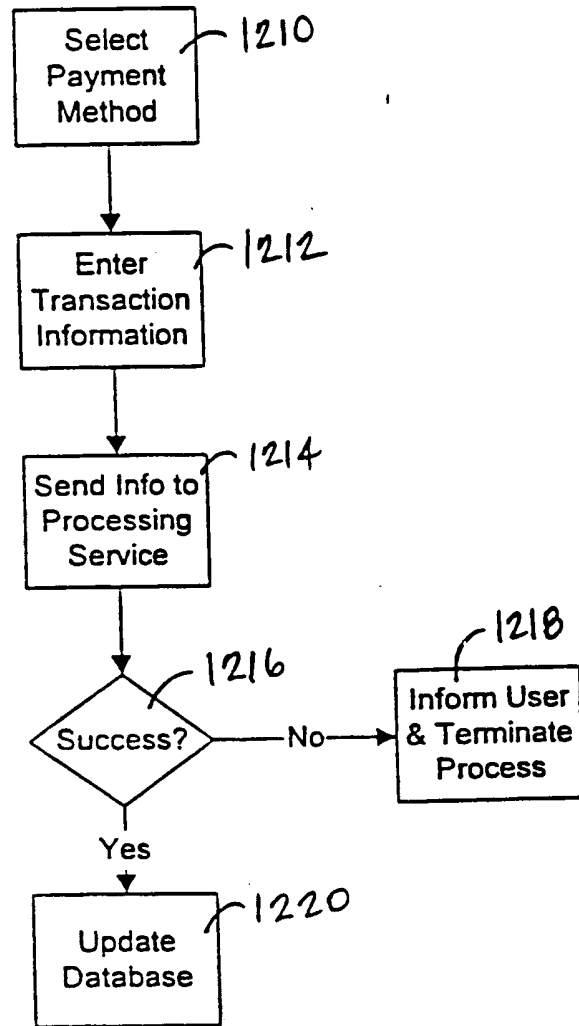 Select
Payment
Method
1210
Enter
Transaction
Information
1212
Send Info to
Processing
Service
1214
Success?
1216
No
Inform User
& Terminate
Process
1218
Yes
Update
Database
1220